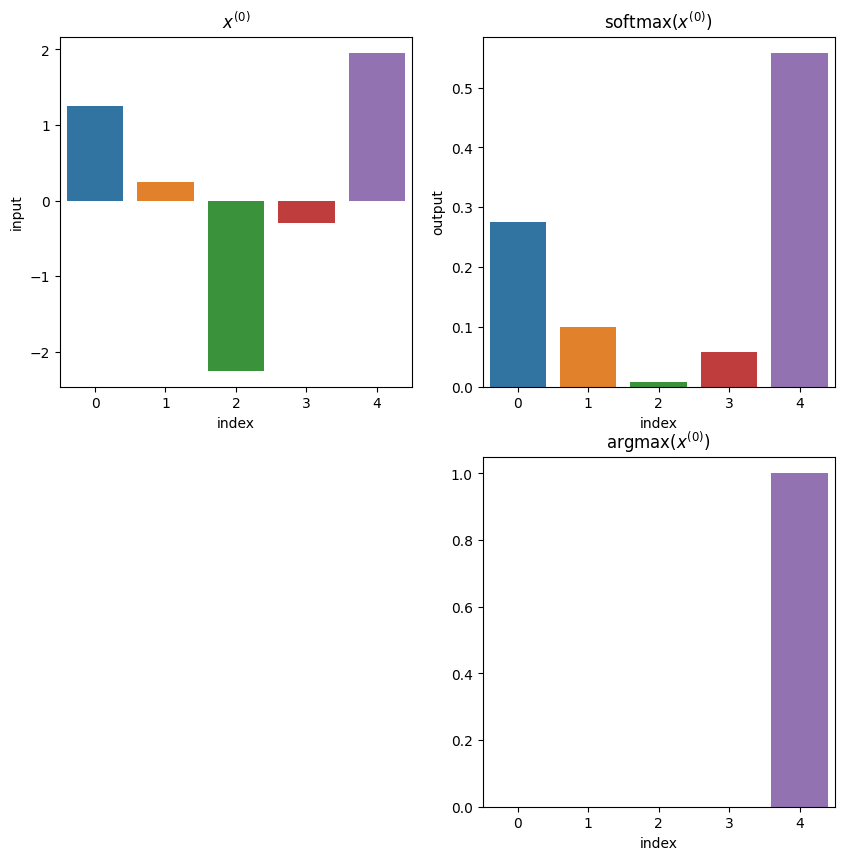 x^(0)
2
1
0
−1
−2
input
0 1 2 3 4
index
softmax(x^(0))
0.5
0.4
0.3
0.2
0.1
0.0
output
0 1 2 3 4
index
argmax(x^(0))
1.0
0.8
0.6
0.4
0.2
0.0
0 1 2 3 4
index